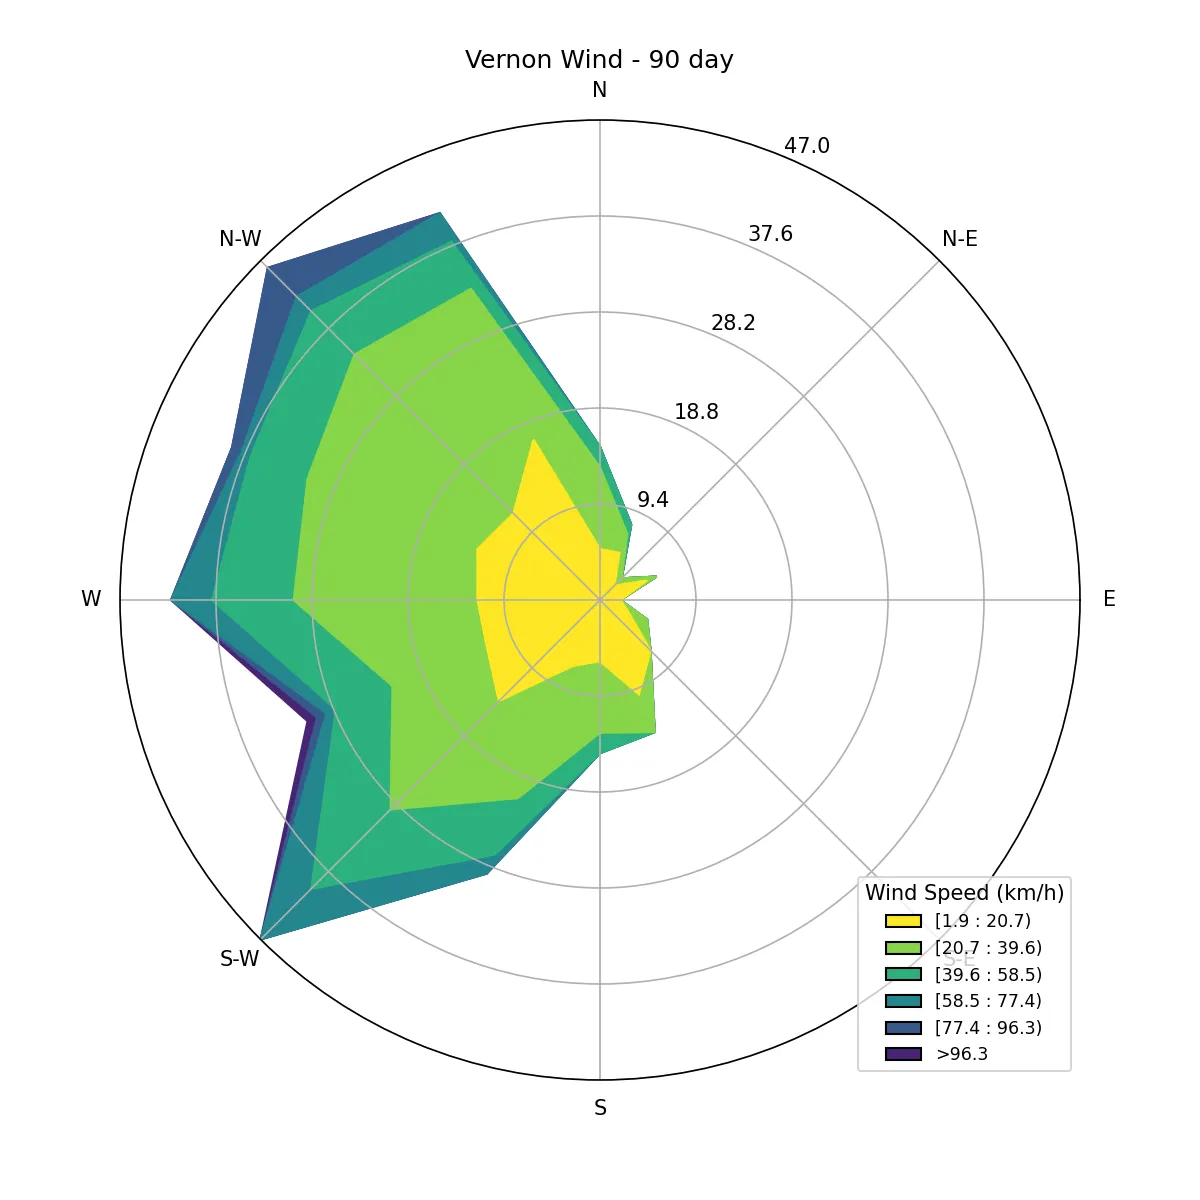 Vernon Wind - 90 day
N
47.0
37.6
N-W
N-E
28.2
18.8
9.4
W
E
Wind Speed (km/h)
[1.9 : 20.7)
[20.7 : 39.6)
S-W
S-E
[39.6 : 58.5)
[58.5 : 77.4)
[77.4 : 96.3)
>96.3
S